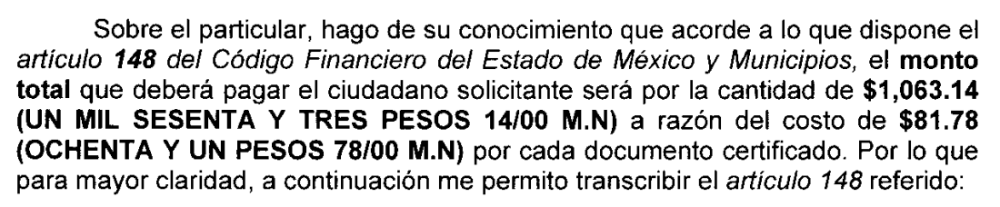 Sobre el particular, hago de su conocimiento que acorde a lo que dispone el
artículo 148 del Código Financiero del Estado de México y Municipios, el monto
total que deberá pagar el ciudadano solicitante será por la cantidad de $1,063.14
(UN MIL SESENTA Y TRES PESOS 14/00 M.N) a razón del costo de $81.78
(OCHENTA Y UN PESOS 78/00 M.N) por cada documento certificado. Por lo que
para mayor claridad, a continuación me permito transcribir el artículo 148 referido: